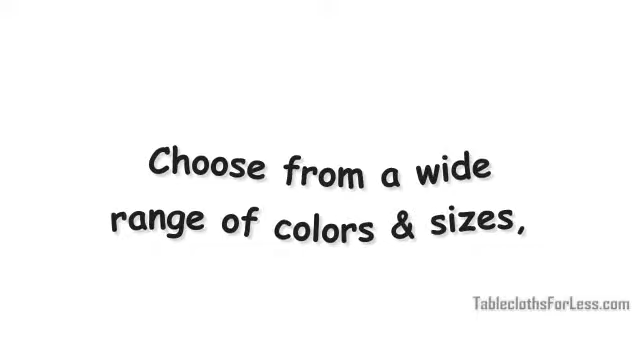 Choose from a wide
range of colors & sizes,
TableclothsForLess.com